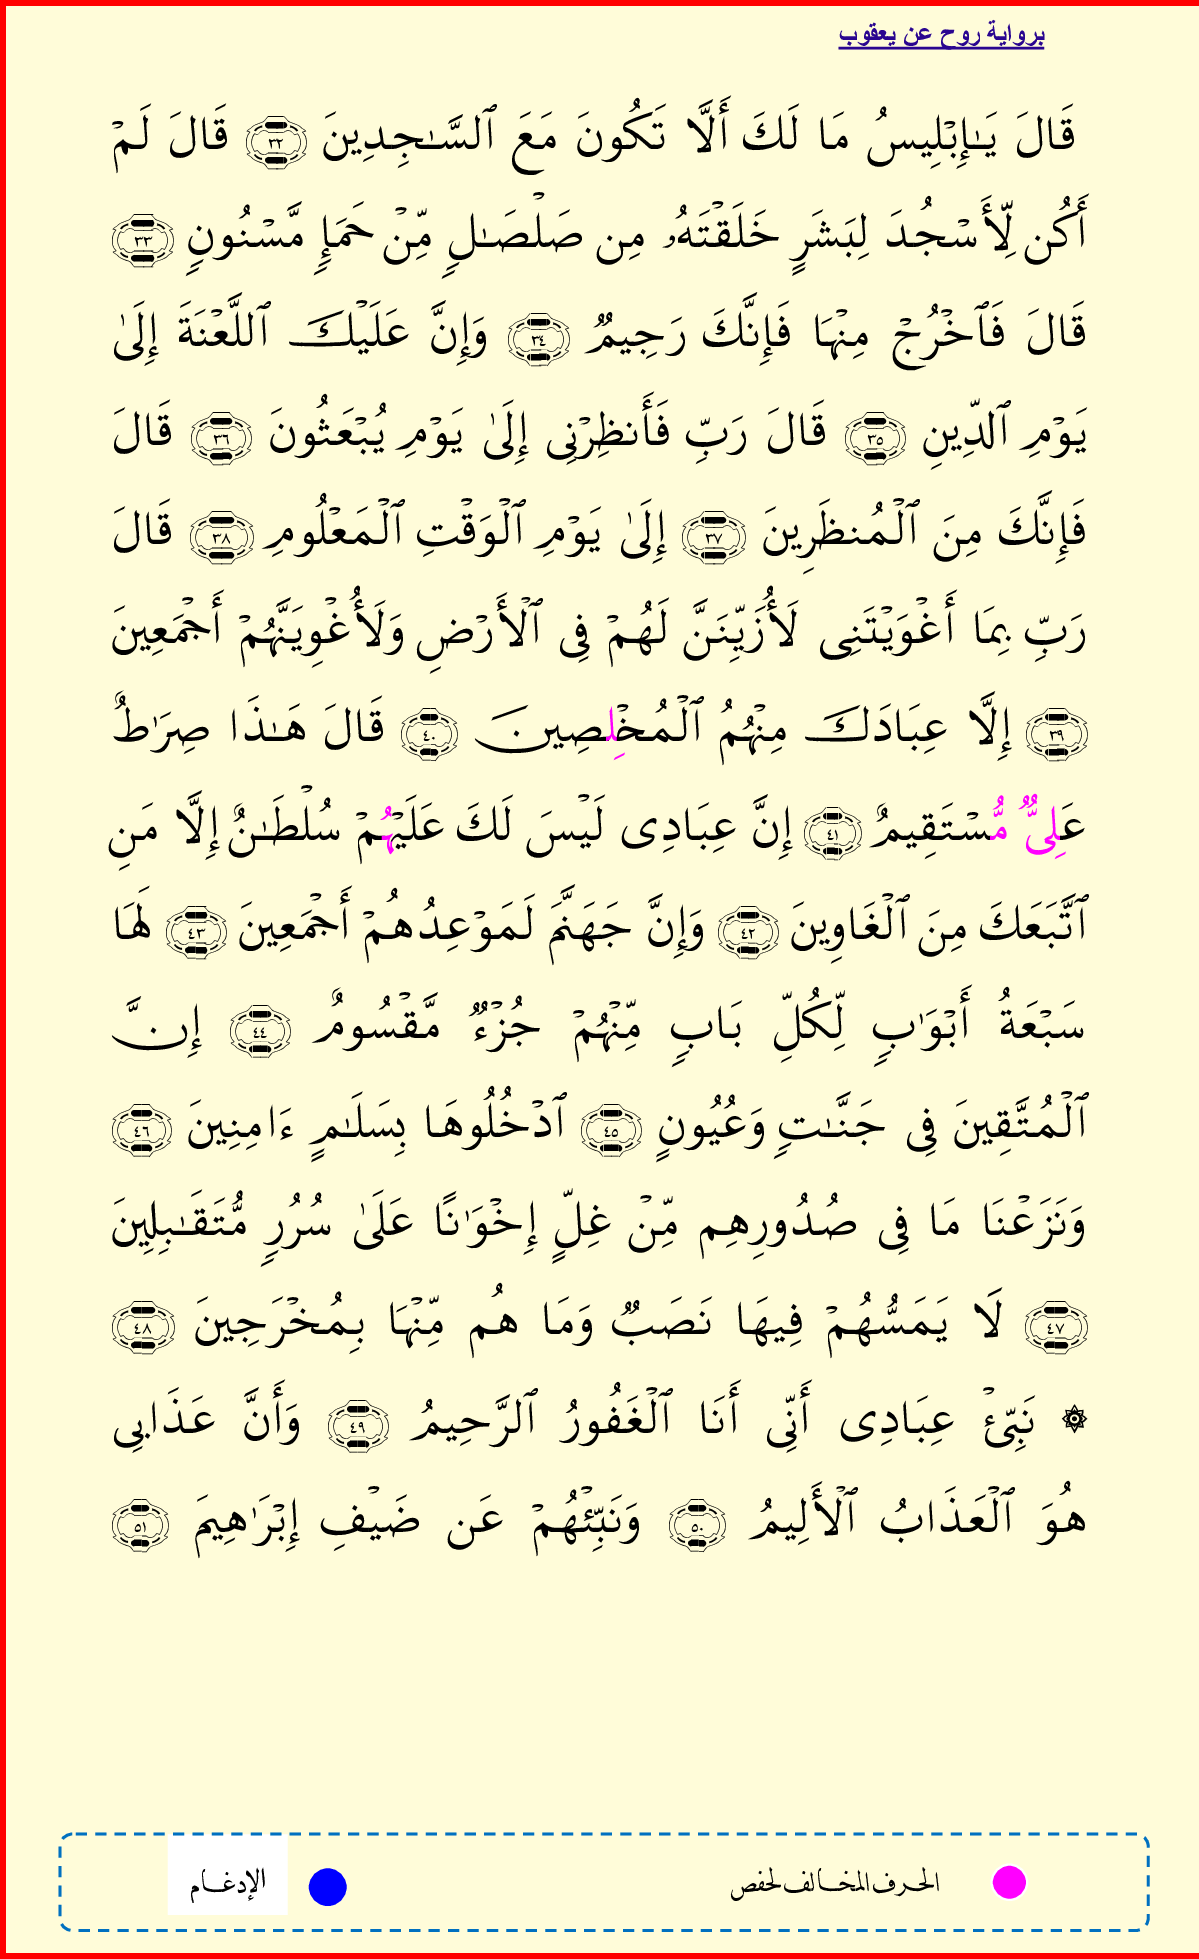 برواية روح عن يعقوب
قَالَ يَـٰٓإِبْلِيسُ مَا لَكَ أَلَّا تَكُونَ مَعَ ٱلسَّـٰجِدِينَ ٣٢ قَالَ لَمْ
أَكُن لِّأَسْجُدَ لِبَشَرٍ خَلَقْتَهُۥ مِن صَلْصَـٰلٍ مِّنْ حَمَإٍ مَّسْنُونٍ ٣٣
قَالَ فَٱخْرُجْ مِنْهَا فَإِنَّكَ رَجِيمٌ ٣٤ وَإِنَّ عَلَيْكَ ٱللَّعْنَةَ إِلَىٰ
يَوْمِ ٱلدِّينِ ٣٥ قَالَ رَبِّ فَأَنظِرْنِى إِلَىٰ يَوْمِ يُبْعَثُونَ ٣٦ قَالَ
فَإِنَّكَ مِنَ ٱلْمُنظَرِينَ ٣٧ إِلَىٰ يَوْمِ ٱلْوَقْتِ ٱلْمَعْلُومِ ٣٨ قَالَ
رَبِّ بِمَا أَغْوَيْتَنِى لَأُزَيِّنَنَّ لَهُمْ فِى ٱلْأَرْضِ وَلَأُغْوِيَنَّهُمْ أَجْمَعِينَ
٣٩ إِلَّا عِبَادَكَ مِنْهُمُ ٱلْمُخْلِصِينَ ٤٠ قَالَ هَـٰذَا صِرَٰطٌ
عَلِىٌّ مُّسْتَقِيمٌ ٤١ إِنَّ عِبَادِى لَيْسَ لَكَ عَلَيْهُمْ سُلْطَـٰنٌ إِلَّا مَنِ
ٱتَّبَعَكَ مِنَ ٱلْغَاوِينَ ٤٢ وَإِنَّ جَهَنَّمَ لَمَوْعِدُهُمْ أَجْمَعِينَ ٤٣ لَهَا
سَبْعَةُ أَبْوَٰبٍ لِّكُلِّ بَابٍ مِّنْهُمْ جُزْءٌ مَّقْسُومٌ ٤٤ إِنَّ
ٱلْمُتَّقِينَ فِى جَنَّـٰتٍ وَعُيُونٍ ٤٥ ٱدْخُلُوهَا بِسَلَـٰمٍ ءَامِنِينَ ٤٦
وَنَزَعْنَا مَا فِى صُدُورِهِم مِّنْ غِلٍّ إِخْوَٰنًا عَلَىٰ سُرُرٍ مُّتَقَـٰبِلِينَ
٤٧ لَا يَمَسُّهُمْ فِيهَا نَصَبٌ وَمَا هُم مِّنْهَا بِمُخْرَجِينَ ٤٨
۞ نَبِّئْ عِبَادِى أَنِّى أَنَا ٱلْغَفُورُ ٱلرَّحِيمُ ٤٩ وَأَنَّ عَذَابِى
هُوَ ٱلْعَذَابُ ٱلْأَلِيمُ ٥٠ وَنَبِّئْهُمْ عَن ضَيْفِ إِبْرَٰهِيمَ ٥١
الحرف المخالف لحفص الإدغام